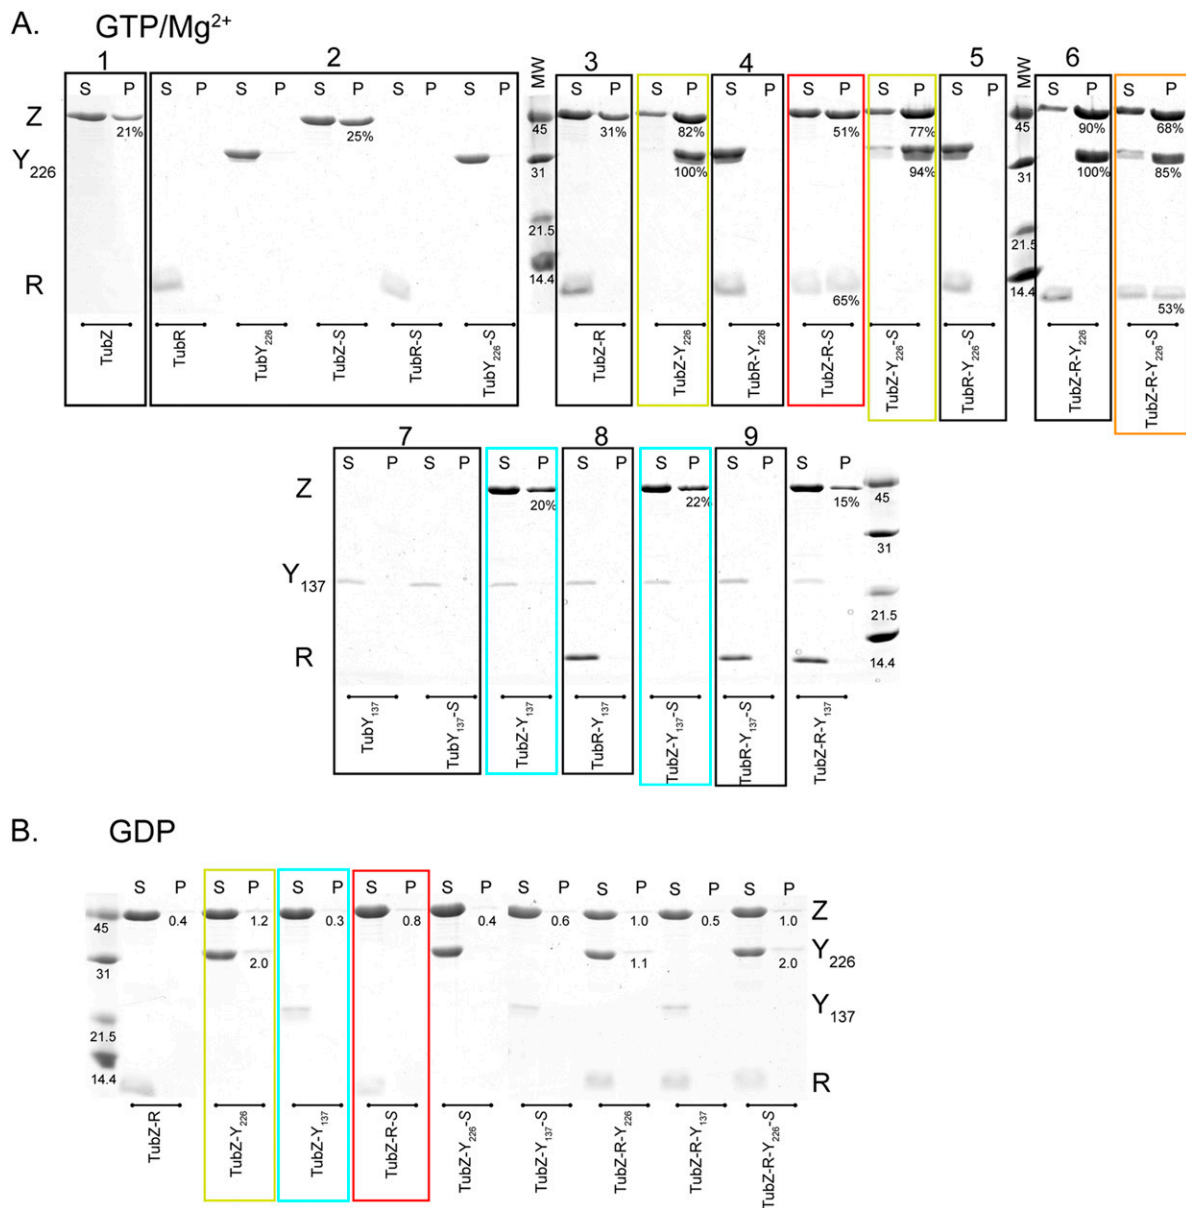 A. GTP/Mg²⁺
1 2 3 4 5 6
S P S P S P S P S P S P MW S P S P S P S P S P S P MW S P S P
Z 21% 25% 45 31% 82% 51% 77% 45 90% 68%
Y₂₂₆ 31 100% 94% 31 100% 85%
21.5 21.5
R 14.4 65% 14.4 53%
TubZ TubR TubY₂₂₆ TubZ-S TubR-S TubY₂₂₆-S TubZ-R TubZ-Y₂₂₆ TubR-Y₂₂₆ TubZ-R-S TubZ-Y₂₂₆-S TubR-Y₂₂₆-S TubZ-R-Y₂₂₆ TubZ-R-Y₂₂₆-S
7 8 9
S P S P S P S P S P S P S P
Z 20% 22% 15% 45
31
Y₁₃₇ 21.5
R 14.4
TubY₁₃₇ TubY₁₃₇-S TubZ-Y₁₃₇ TubR-Y₁₃₇ TubZ-Y₁₃₇-S TubR-Y₁₃₇-S TubZ-R-Y₁₃₇
B. GDP
S P S P S P S P S P S P S P S P S P
45 0.4 1.2 0.3 0.8 0.4 0.6 1.0 0.5 1.0 Z
31 2.0 1.1 2.0 Y₂₂₆
21.5 Y₁₃₇
14.4 R
TubZ-R TubZ-Y₂₂₆ TubZ-Y₁₃₇ TubZ-R-S TubZ-Y₂₂₆-S TubZ-Y₁₃₇-S TubZ-R-Y₂₂₆ TubZ-R-Y₁₃₇ TubZ-R-Y₂₂₆-S